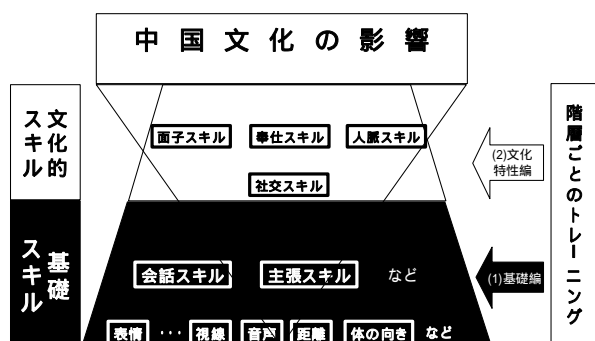 中国文化の影響
文化的スキル
面子スキル 奉仕スキル 人脈スキル
社交スキル
(2)文化特性編
階層ごとのトレーニング
基礎スキル
会話スキル 主張スキル など
(1)基礎編
表情 ・・・ 視線 音声 距離 体の向き など